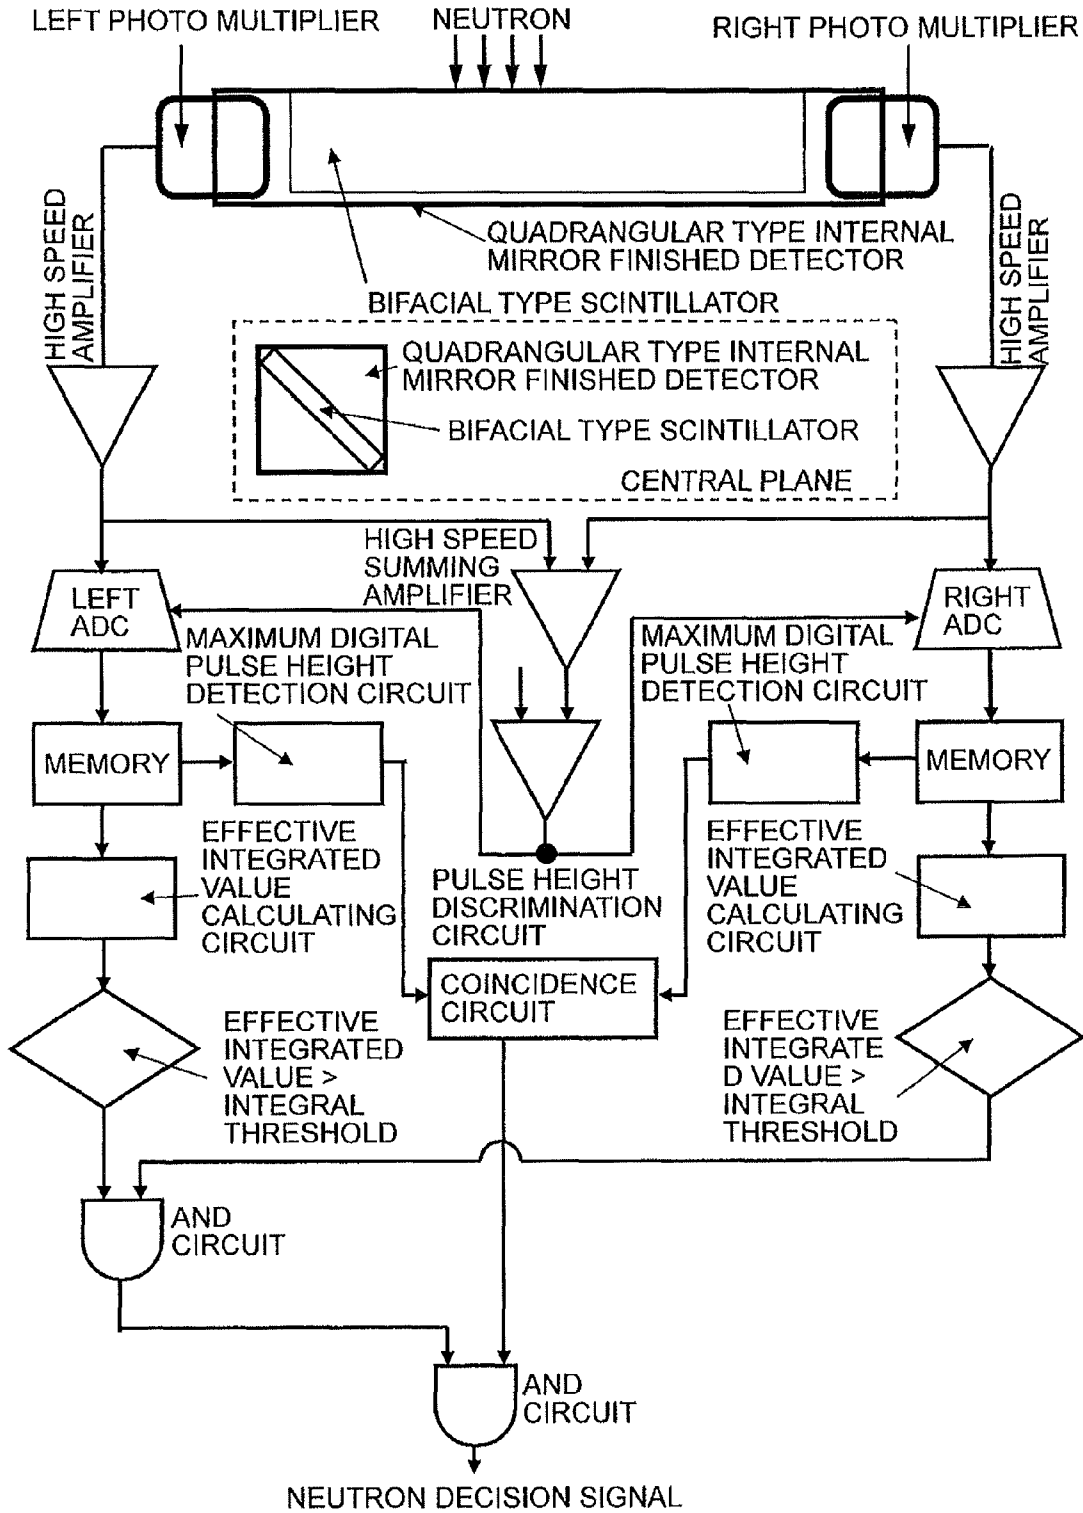 LEFT PHOTO MULTIPLIER
NEUTRON
RIGHT PHOTO MULTIPLIER
HIGH SPEED
AMPLIFIER
HIGH SPEED
AMPLIFIER
QUADRANGULAR TYPE INTERNAL
MIRROR FINISHED DETECTOR
BIFACIAL TYPE SCINTILLATOR
QUADRANGULAR TYPE INTERNAL
MIRROR FINISHED DETECTOR
BIFACIAL TYPE SCINTILLATOR
CENTRAL PLANE
HIGH SPEED
SUMMING
AMPLIFIER
LEFT
ADC
RIGHT
ADC
MAXIMUM DIGITAL
PULSE HEIGHT
DETECTION CIRCUIT
MAXIMUM DIGITAL
PULSE HEIGHT
DETECTION CIRCUIT
MEMORY
MEMORY
EFFECTIVE
INTEGRATED
VALUE
CALCULATING
CIRCUIT
PULSE HEIGHT
DISCRIMINATION
CIRCUIT
EFFECTIVE
INTEGRATED
VALUE
CALCULATING
CIRCUIT
COINCIDENCE
CIRCUIT
EFFECTIVE
INTEGRATED
VALUE >
INTEGRAL
THRESHOLD
EFFECTIVE
INTEGRATE
D VALUE >
INTEGRAL
THRESHOLD
AND
CIRCUIT
AND
CIRCUIT
NEUTRON DECISION SIGNAL